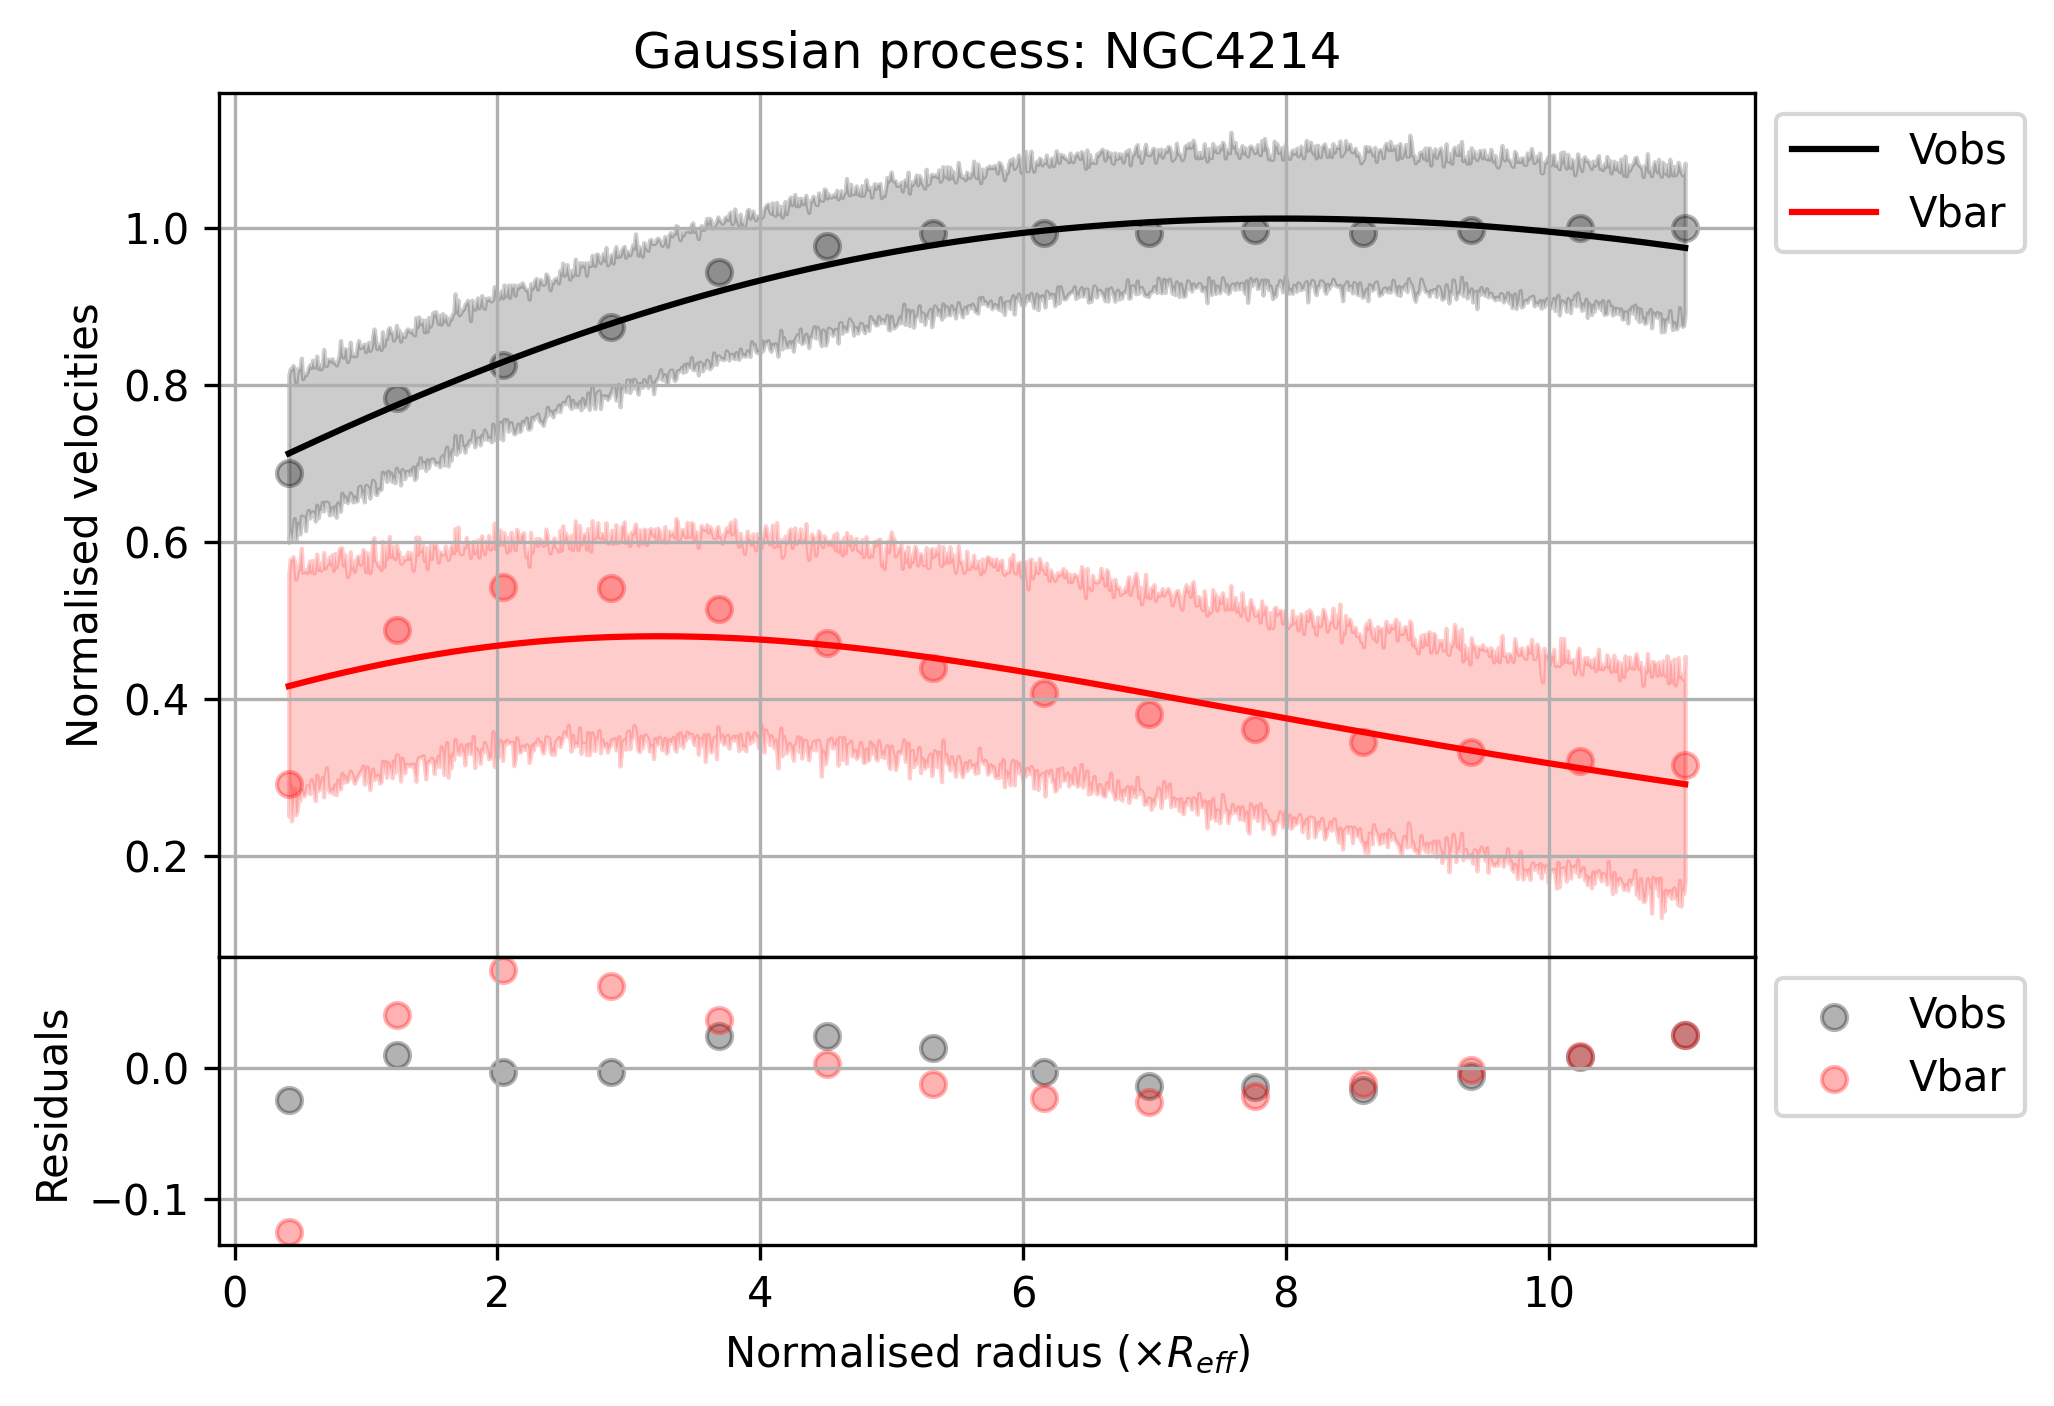 Gaussian process: NGC4214
Vobs
Vbar
Normalised velocities
1.0
0.8
0.6
0.4
0.2
Residuals
0.0
−0.1
Vobs
Vbar
0 2 4 6 8 10
Normalised radius (×R_eff)